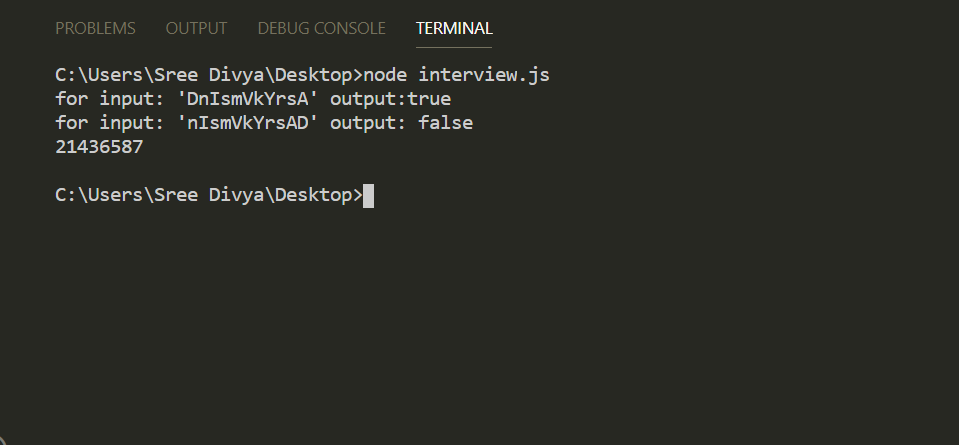 PROBLEMS OUTPUT DEBUG CONSOLE TERMINAL
C:\Users\Sree Divya\Desktop>node interview.js
for input: 'DnIsmVkYrsA' output:true
for input: 'nIsmVkYrsAD' output: false
21436587
C:\Users\Sree Divya\Desktop>